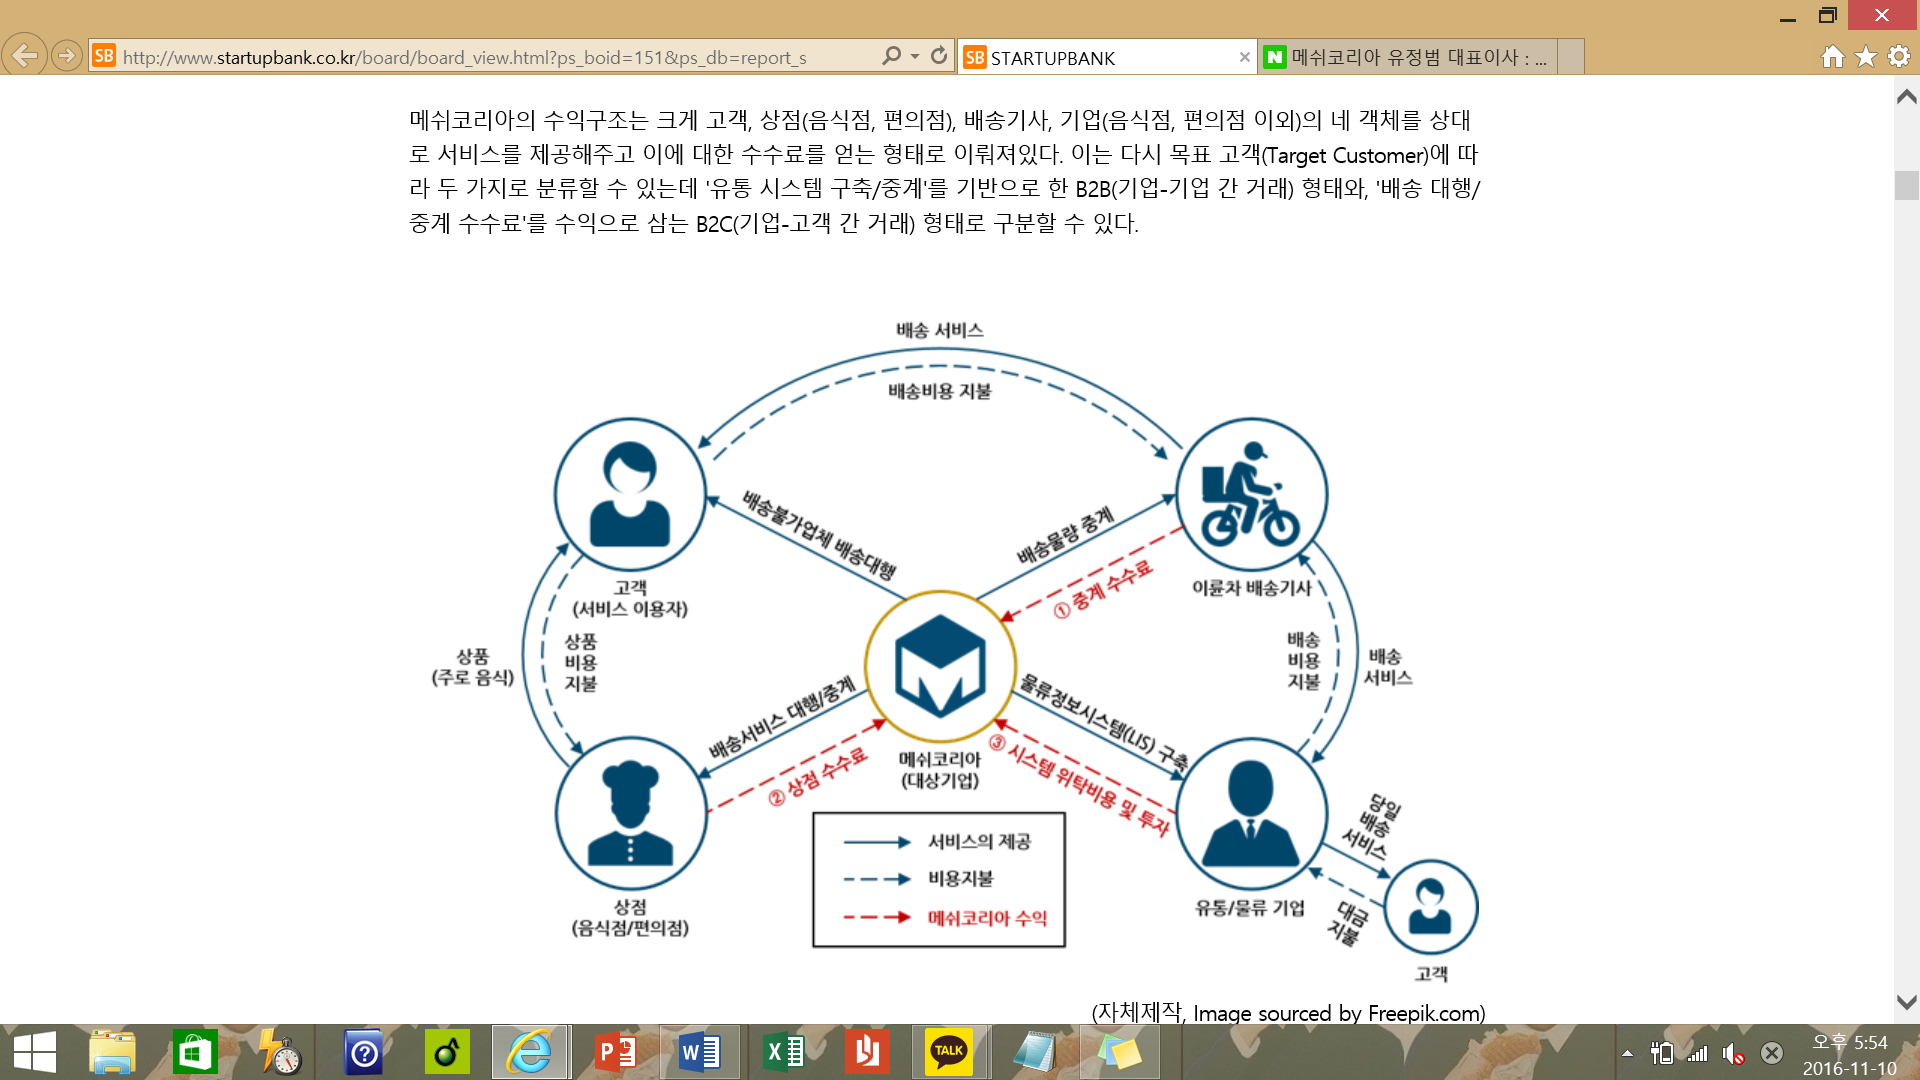 http://www.startupbank.co.kr/board/board_view.html?ps_boid=151&ps_db=report_s
SB STARTUPBANK
N 메쉬코리아 유정범 대표이사 : ...
메쉬코리아의 수익구조는 크게 고객, 상점(음식점, 편의점), 배송기사, 기업(음식점, 편의점 이외)의 네 객체를 상대
로 서비스를 제공해주고 이에 대한 수수료를 얻는 형태로 이뤄져있다. 이는 다시 목표 고객(Target Customer)에 따
라 두 가지로 분류할 수 있는데 '유통 시스템 구축/중계'를 기반으로 한 B2B(기업-기업 간 거래) 형태와, '배송 대행/
중계 수수료'를 수익으로 삼는 B2C(기업-고객 간 거래) 형태로 구분할 수 있다.
배송 서비스
배송비용 지불
배송불가업체 배송대행
배송물량 중계
① 중계 수수료
고객
(서비스 이용자)
이륜차 배송기사
상품
(주로 음식)
상품
비용
지불
배송
비용
지불
배송
서비스
배송서비스 대행/중계
② 상점 수수료
메쉬코리아
(대상기업)
물류정보시스템(LIS) 구축
③ 시스템 위탁비용 및 투자
당일
배송
서비스
대금
지불
서비스의 제공
비용지불
메쉬코리아 수익
상점
(음식점/편의점)
유통/물류 기업
고객
(자체제작, Image sourced by Freepik.com)
TALK
오후 5:54
2016-11-10